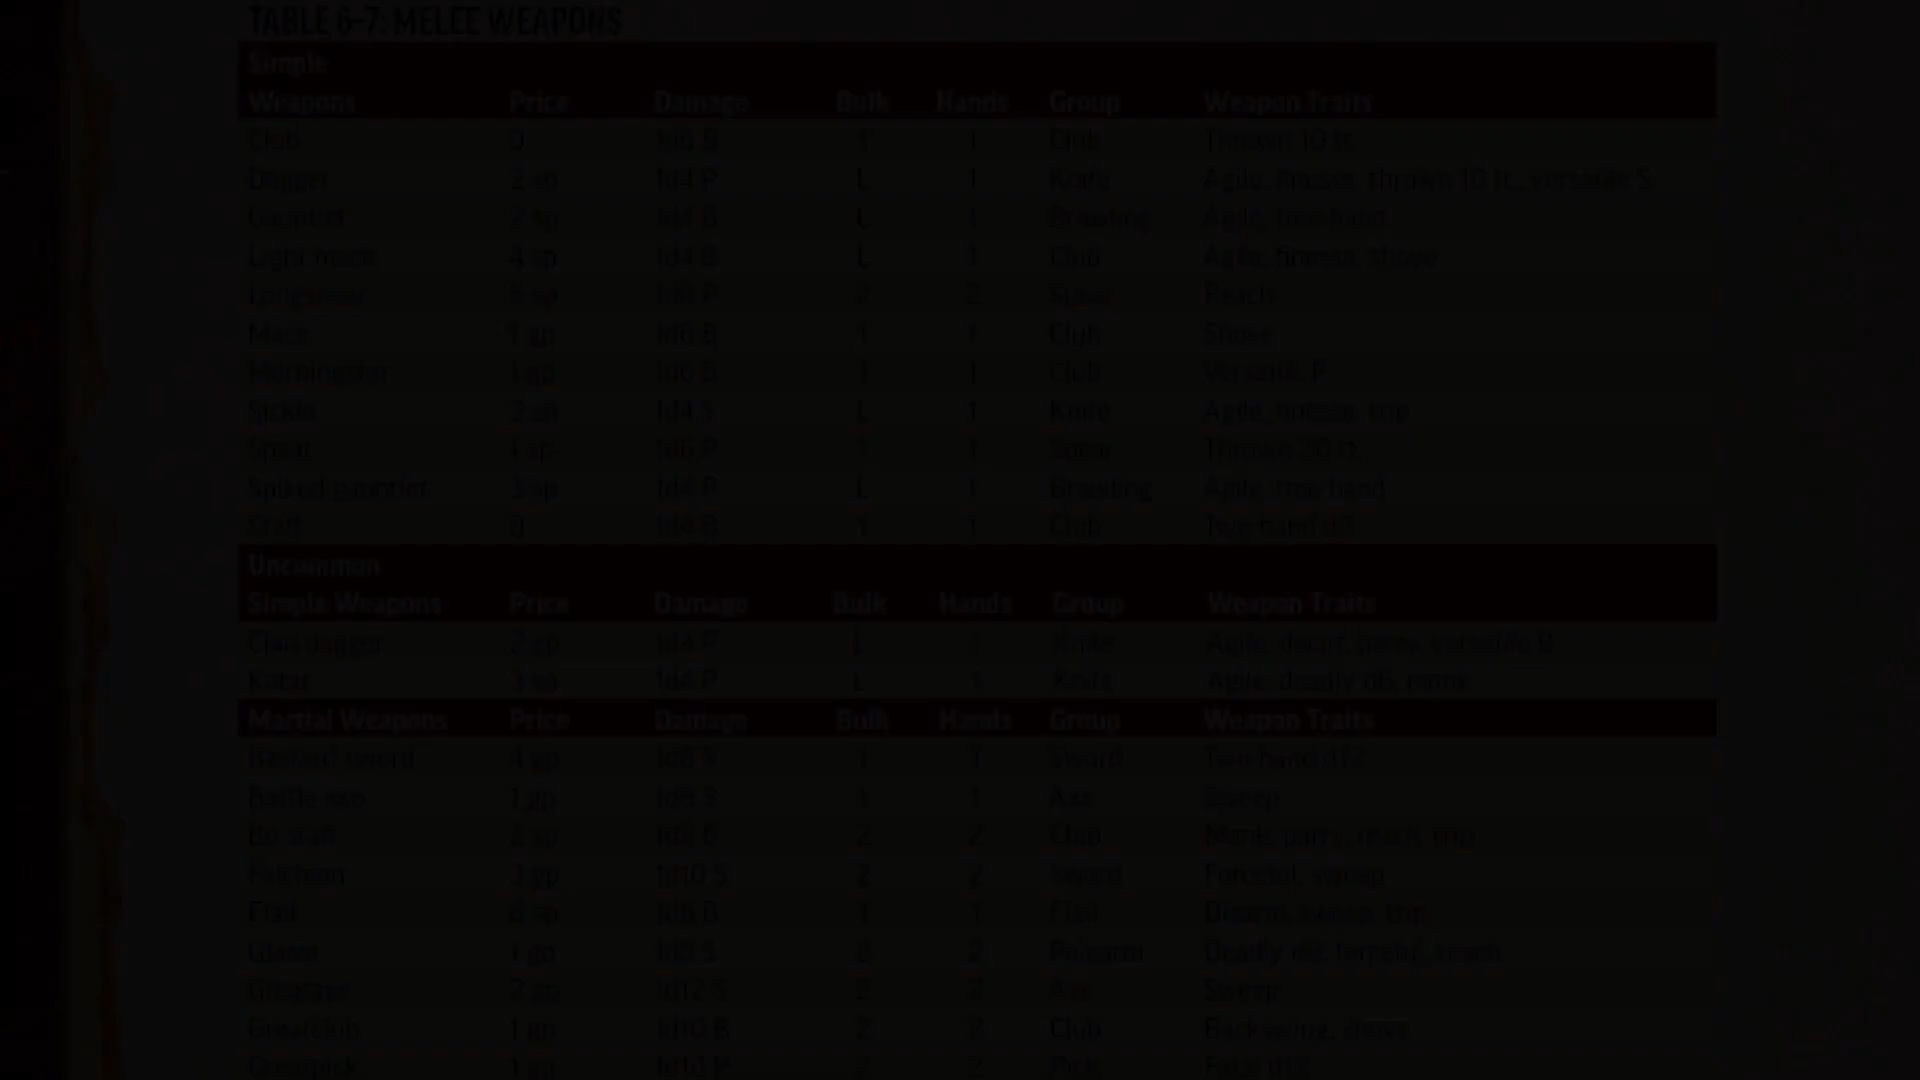 TABLE 6-7: MELEE WEAPONS
Simple
Weapons Price Damage Bulk Hands Group Weapon Traits
Club 0 1 1 Club Thrown 10 ft.
Dagger 2 sp 1d4 P L 1 Knife Agile, finesse, thrown 10 ft., versatile S
Gauntlet 2 sp 1d4 B L 1 Brawling Agile, free-hand
Light mace 4 sp 1d4 B L 1 Club Agile, finesse, shove
Longspear 5 sp 1d8 P 2 2 Spear Reach
Mace 1 gp 1d6 B 1 1 Club Shove
Morningstar 1 gp 1d6 B 1 1 Club Versatile P
Sickle 2 sp 1d4 S L 1 Knife Agile, finesse, trip
Spear 1 sp 1d6 P 1 1 Spear Thrown 20 ft.
Spiked gauntlet 3 sp 1d4 P L 1 Brawling Agile, free-hand
Staff 0 1d4 B 1 1 Club Two-hand d8
Uncommon
Simple Weapons Price Damage Bulk Hands Group Weapon Traits
Clan dagger 2 gp 1d4 P L 1 Knife Agile, dwarf, parry, versatile B
Katar 3 sp 1d4 P L 1 Knife Agile, deadly d6, monk
Martial Weapons Price Damage Bulk Hands Group Weapon Traits
Bastard sword 4 gp 1d8 S 1 1 Sword Two-hand d12
Battle axe 1 gp 1d8 S 1 1 Axe Sweep
Bo staff 2 sp 1d8 B 2 2 Club Monk, parry, reach, trip
Falchion 3 gp 1d10 S 2 2 Sword Forceful, sweep
Flail 8 sp 1 1 Flail Disarm, sweep, trip
Glaive 1 gp 1d8 S 2 2 Polearm Deadly d8, forceful, reach
Greataxe 2 1d12 S 2 2 Axe Sweep
Greatclub 1 gp 1d10 B 2 2 Club Backswing, shove
Greatpick 1 gp 1d10 P 2 2 Pick Fatal d12